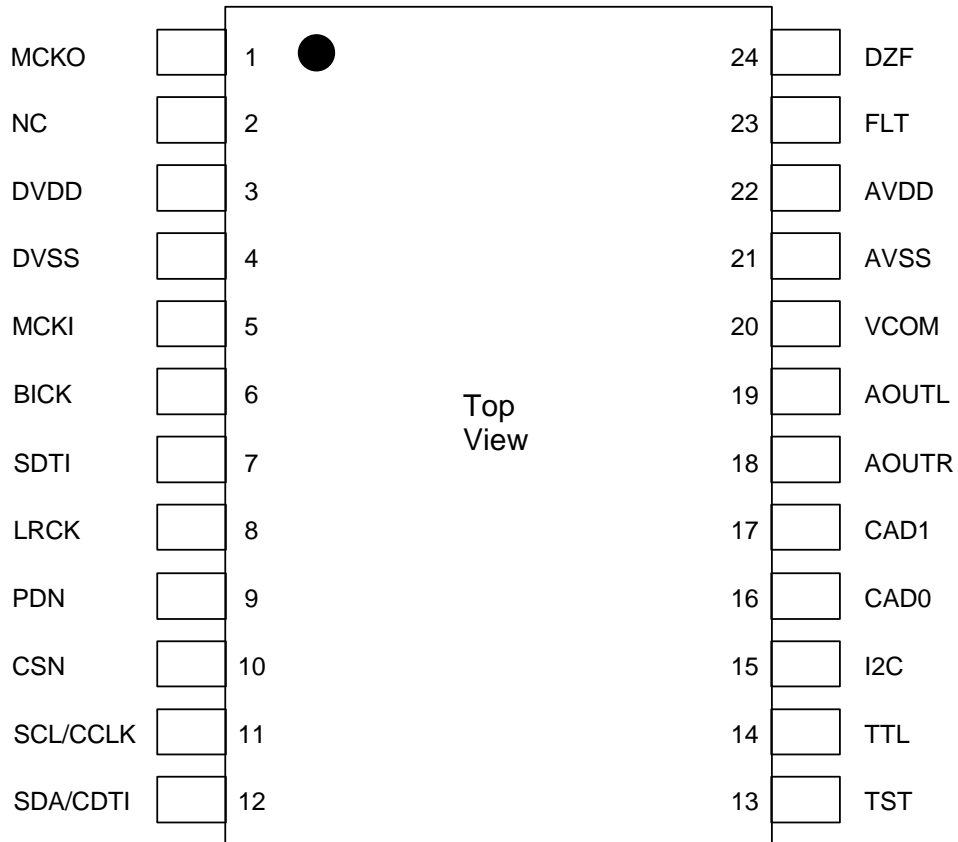 MCKO 1 24 DZF
NC 2 23 FLT
DVDD 3 22 AVDD
DVSS 4 21 AVSS
MCKI 5 20 VCOM
BICK 6 19 AOUTL
Top
View
SDTI 7 18 AOUTR
LRCK 8 17 CAD1
PDN 9 16 CAD0
CSN 10 15 I2C
SCL/CCLK 11 14 TTL
SDA/CDTI 12 13 TST